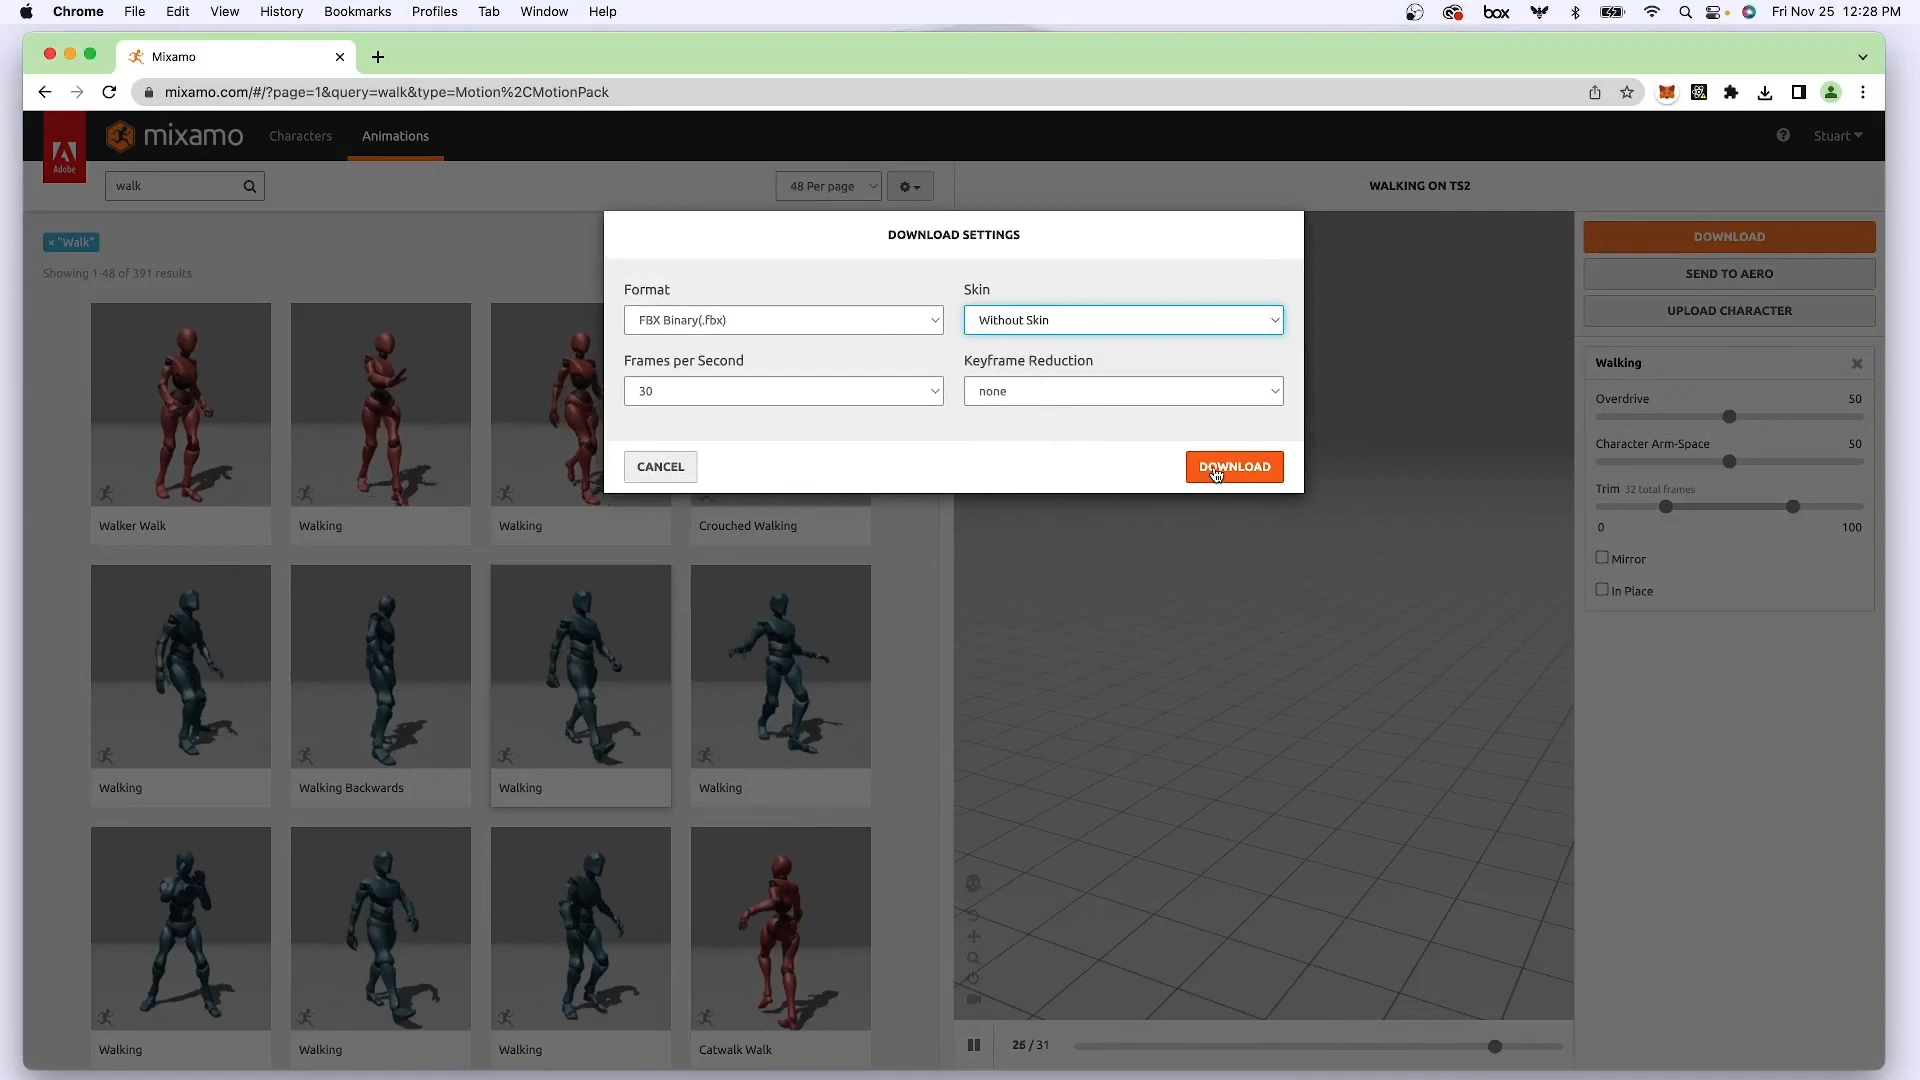 Chrome File Edit View History Bookmarks Profiles Tab Window Help box Fri Nov 25 12:28 PM
Mixamo
mixamo.com/#/?page=1&query=walk&type=Motion%2CMotionPack
Adobe mixamo Characters Animations Stuart
walk 48 Per page WALKING ON TS2
× "Walk"
Showing 1-48 of 391 results
DOWNLOAD SETTINGS
Format Skin
FBX Binary(.fbx) Without Skin
Frames per Second Keyframe Reduction
30 none
CANCEL DOWNLOAD
DOWNLOAD
SEND TO AERO
UPLOAD CHARACTER
Walking
Overdrive 50
Character Arm-Space 50
Trim 32 total frames
0 100
Mirror
In Place
Walker Walk Walking Walking Crouched Walking
Walking Walking Backwards Walking Walking
Walking Walking Walking Catwalk Walk
26 / 31